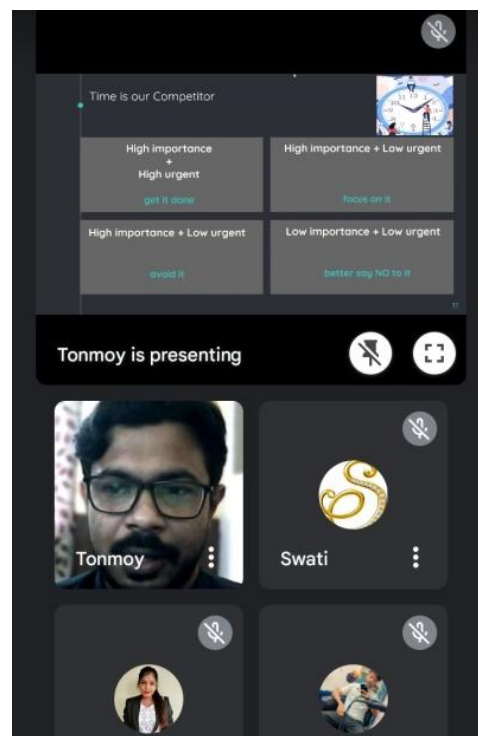 Time is our Competitor
High importance
+
High urgent
get it done
High importance + Low urgent
focus on it
High importance + Low urgent
avoid it
Low importance + Low urgent
better say NO to it
Tonmoy is presenting
Tonmoy
Swati